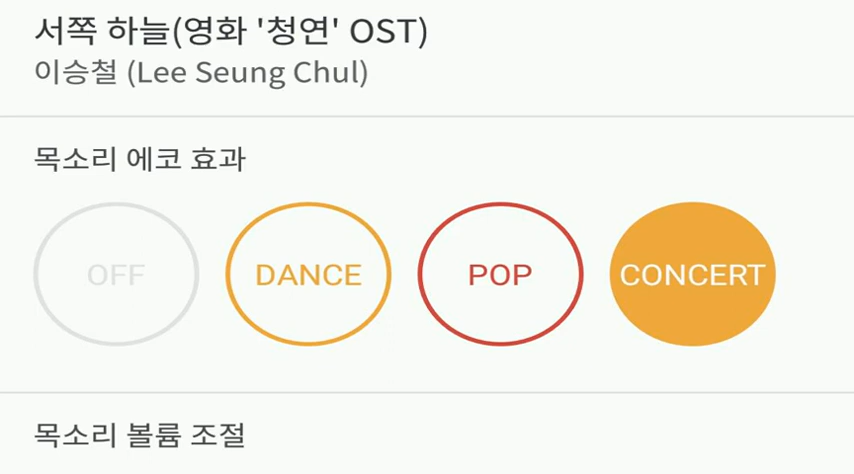 서쪽 하늘(영화 '청연' OST)
이승철 (Lee Seung Chul)
목소리 에코 효과
OFF DANCE POP CONCERT
목소리 볼륨 조절